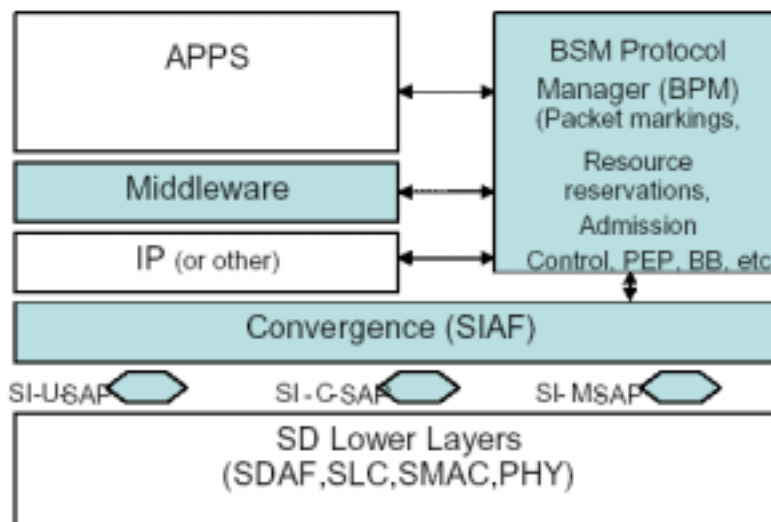 APPS
BSM Protocol
Manager (BPM)
(Packet markings,
Resource
reservations,
Admission
Control, PEP, BB, etc
Middleware
IP (or other)
Convergence (SIAF)
SI-U-SAP
SI-C-SAP
SI-MSAP
SD Lower Layers
(SDAF,SLC,SMAC,PHY)